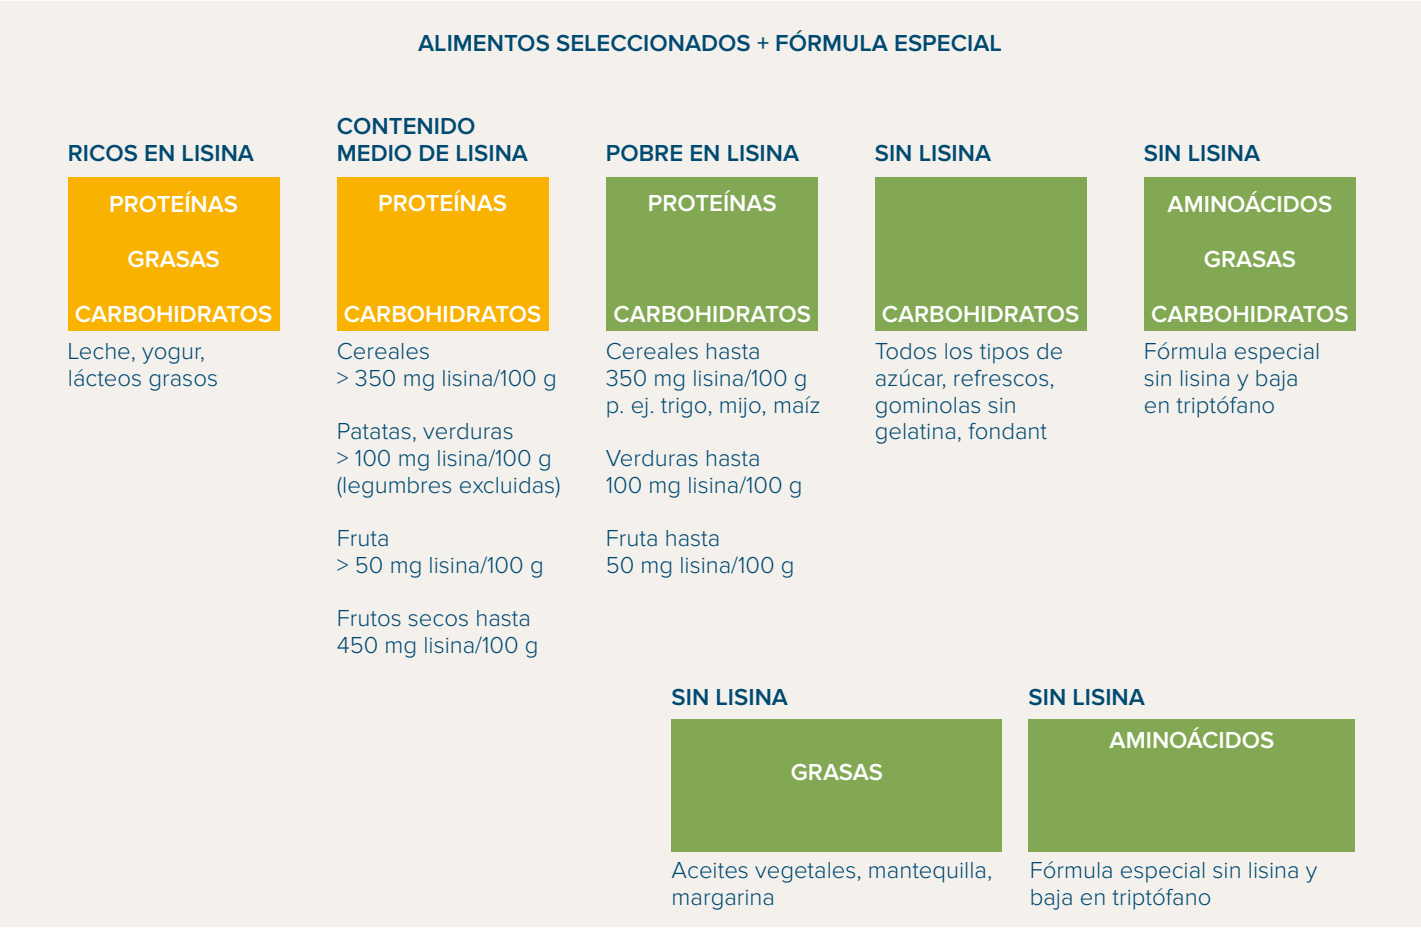 ALIMENTOS SELECCIONADOS + FÓRMULA ESPECIAL
RICOS EN LISINA
PROTEÍNAS
GRASAS
CARBOHIDRATOS
Leche, yogur,
lácteos grasos
CONTENIDO
MEDIO DE LISINA
PROTEÍNAS
CARBOHIDRATOS
Cereales
> 350 mg lisina/100 g
Patatas, verduras
> 100 mg lisina/100 g
(legumbres excluidas)
Fruta
> 50 mg lisina/100 g
Frutos secos hasta
450 mg lisina/100 g
POBRE EN LISINA
PROTEÍNAS
CARBOHIDRATOS
Cereales hasta
350 mg lisina/100 g
p. ej. trigo, mijo, maíz
Verduras hasta
100 mg lisina/100 g
Fruta hasta
50 mg lisina/100 g
SIN LISINA
CARBOHIDRATOS
Todos los tipos de
azúcar, refrescos,
gominolas sin
gelatina, fondant
SIN LISINA
AMINOÁCIDOS
GRASAS
CARBOHIDRATOS
Fórmula especial
sin lisina y baja
en triptófano
SIN LISINA
GRASAS
Aceites vegetales, mantequilla,
margarina
SIN LISINA
AMINOÁCIDOS
Fórmula especial sin lisina y
baja en triptófano